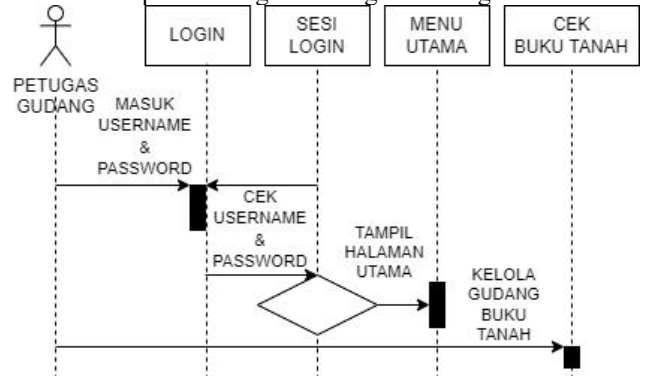 LOGIN
SESI
LOGIN
MENU
UTAMA
CEK
BUKU TANAH
PETUGAS
GUDANG
MASUK
USERNAME
&
PASSWORD
CEK
USERNAME
&
PASSWORD
TAMPIL
HALAMAN
UTAMA
KELOLA
GUDANG
BUKU
TANAH